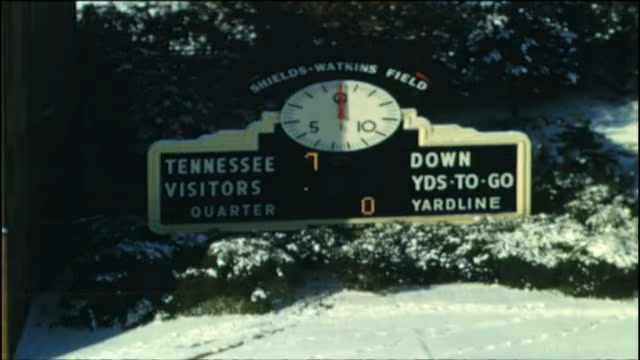 SHIELDS-WATKINS FIELD
5 10
TENNESSEE 7 DOWN
VISITORS YDS-TO-GO
QUARTER 0 YARDLINE